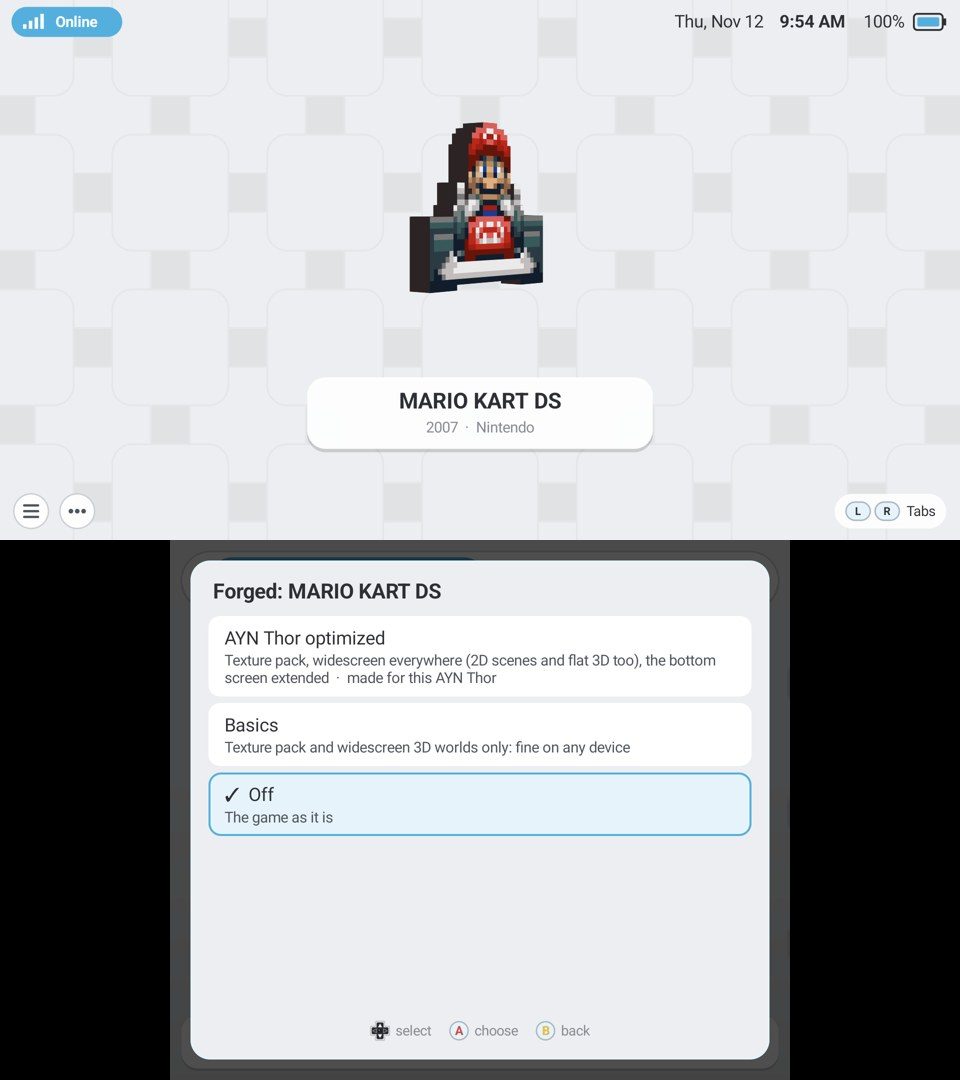 Online
Thu, Nov 12 9:54 AM 100%
MARIO KART DS
2007 · Nintendo
L R Tabs
Forged: MARIO KART DS
AYN Thor optimized
Texture pack, widescreen everywhere (2D scenes and flat 3D too), the bottom
screen extended · made for this AYN Thor
Basics
Texture pack and widescreen 3D worlds only: fine on any device
✓ Off
The game as it is
select A choose B back